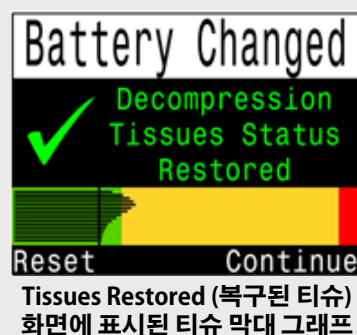 Battery Changed
Decompression
Tissues Status
Restored
Reset Continue
Tissues Restored (복구된 티슈)
화면에 표시된 티슈 막대 그래프